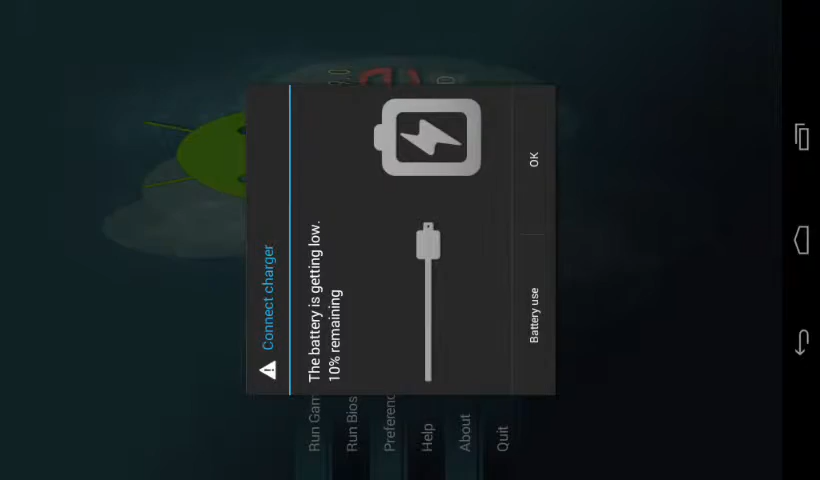 Connect charger
The battery is getting low.
10% remaining
Battery use
OK
Run Gam
Run Bios
Preferenc
Help
About
Quit